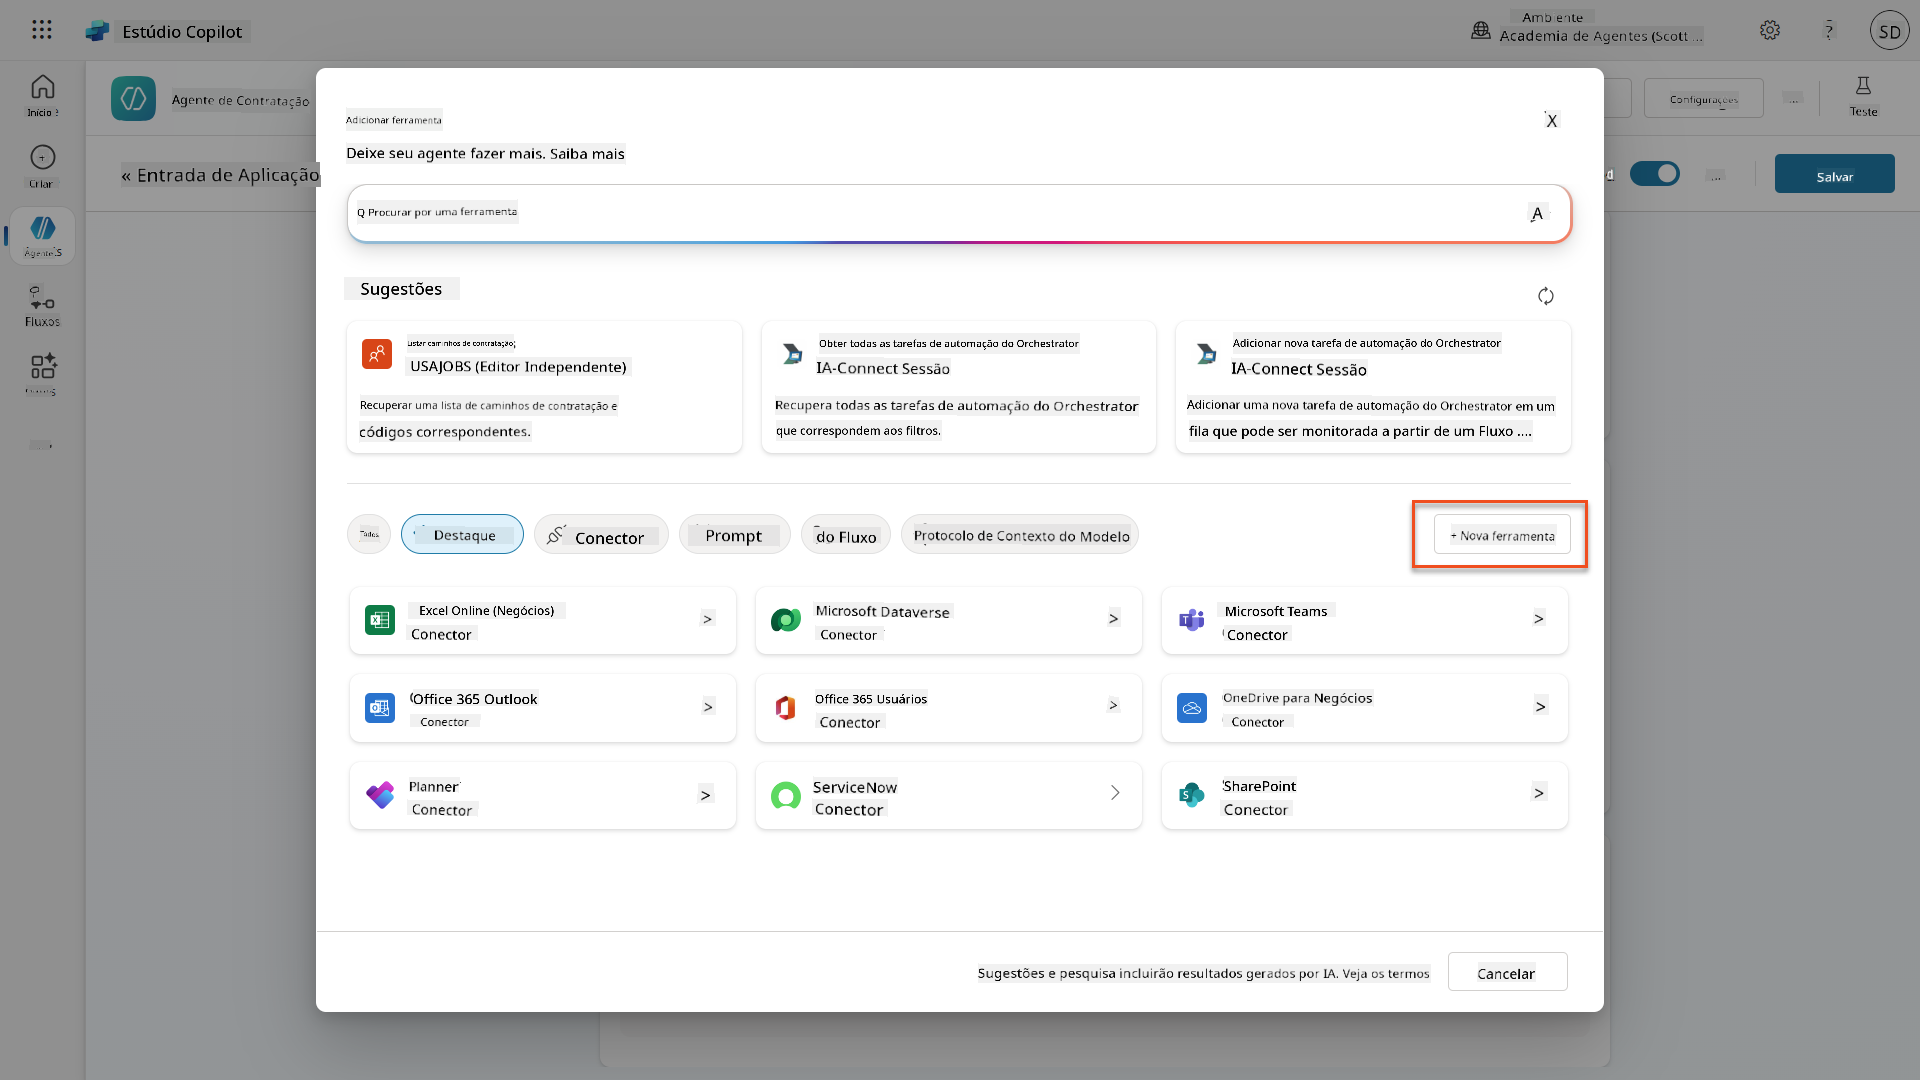 Estúdio Copilot
Amb ente
Academia de Agentes (Scott ...
?
SD
Início
Criar
Agentes
Fluxos
Agente de Contratação
Configurações
...
Teste
« Entrada de Aplicação
d
...
Salvar
Adicionar ferramenta
X
Deixe seu agente fazer mais. Saiba mais
Q Procurar por uma ferramenta
A
Sugestões
Listar caminhos de contratação;
USAJOBS (Editor Independente)
Recuperar uma lista de caminhos de contratação e
códigos correspondentes.
Obter todas as tarefas de automação do Orchestrator
IA-Connect Sessão
Recupera todas as tarefas de automação do Orchestrator
que correspondem aos filtros.
Adicionar nova tarefa de automação do Orchestrator
IA-Connect Sessão
Adicionar uma nova tarefa de automação do Orchestrator em um
fila que pode ser monitorada a partir de um Fluxo ....
Todos
Destaque
Conector
Prompt
do Fluxo
Protocolo de Contexto do Modelo
+ Nova ferramenta
Excel Online (Negócios)
Conector
>
Microsoft Dataverse
Conector
>
Microsoft Teams
Conector
>
Office 365 Outlook
Conector
>
Office 365 Usuários
Conector
>
OneDrive para Negócios
Conector
>
Planner
Conector
>
ServiceNow
Conector
SharePoint
Conector
>
Sugestões e pesquisa incluirão resultados gerados por IA. Veja os termos
Cancelar